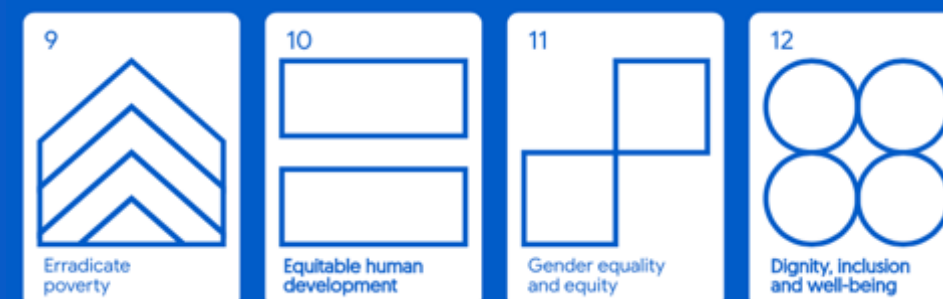 9
Erradicate
poverty
10
Equitable human
development
11
Gender equality
and equity
12
Dignity, inclusion
and well-being